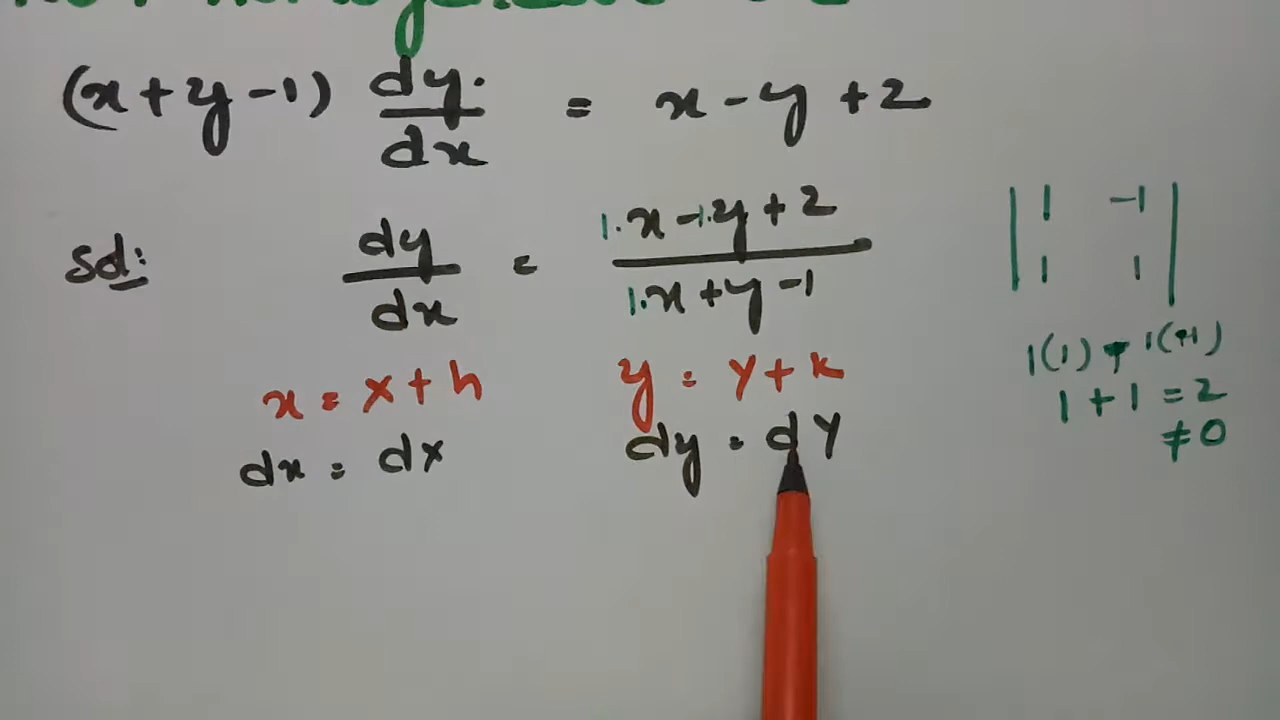 (x+y-1) dy/dx = x-y+2
Sol: dy/dx = 1·x-1·y+2 / 1·x+y-1
| 1 -1 |
| 1 1 |
1(1)+1(+1)
1+1=2
≠0
x = X+h y = Y+k
dx = dX dy = dY